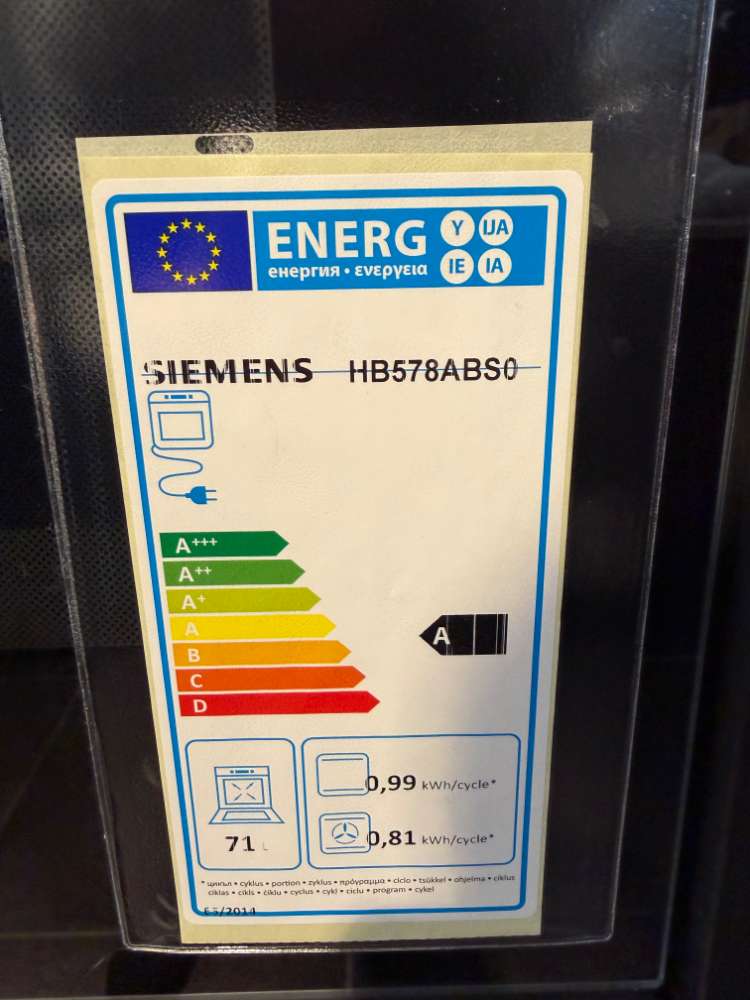 ENERG Y IJA
енергия • ενεργεια IE IA
SIEMENS HB578ABS0
A+++
A++
A+
A
A
B
C
D
0,99 kWh/cycle*
0,81 kWh/cycle*
71 L
* цикъл • cyklus • portion • zyklus • πρόγραμμα • ciclo • tsükkel • ohjelma • ciklus
ciklas • cikls • ċiklu • cyclus • cykl • ciclu • program • cykel
65/2014